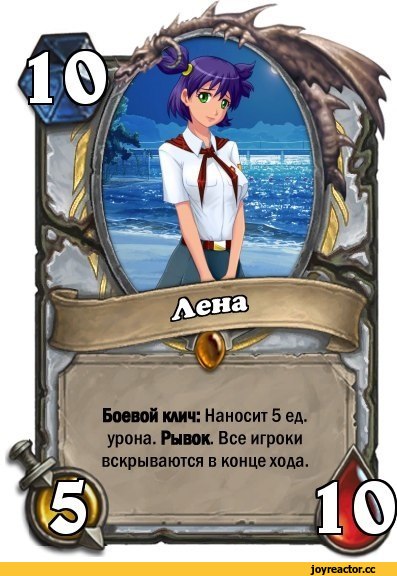 10
Лена
Боевой клич: Наносит 5 ед.
урона. Рывок. Все игроки
вскрываются в конце хода.
5
10
joyreactor.cc